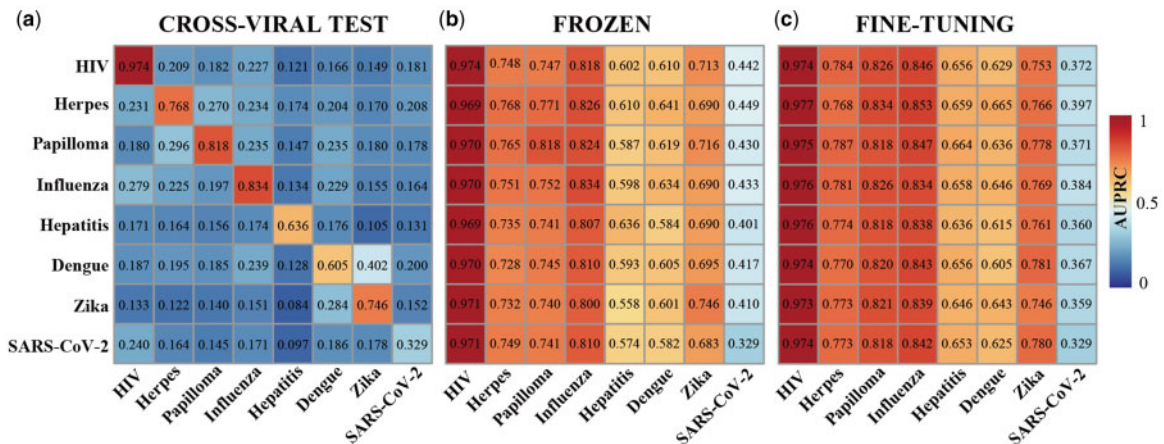 (a) CROSS-VIRAL TEST (b) FROZEN (c) FINE-TUNING
HIV 0.974 0.209 0.182 0.227 0.121 0.166 0.149 0.181 0.974 0.748 0.747 0.818 0.602 0.610 0.713 0.442 0.974 0.784 0.826 0.846 0.656 0.629 0.753 0.372
Herpes 0.231 0.768 0.270 0.234 0.174 0.204 0.170 0.208 0.969 0.768 0.771 0.826 0.610 0.641 0.690 0.449 0.977 0.768 0.834 0.853 0.659 0.665 0.766 0.397
Papilloma 0.180 0.296 0.818 0.235 0.147 0.235 0.180 0.178 0.970 0.765 0.818 0.824 0.587 0.619 0.716 0.430 0.975 0.787 0.818 0.847 0.664 0.636 0.778 0.371
Influenza 0.279 0.225 0.197 0.834 0.134 0.229 0.155 0.164 0.970 0.751 0.752 0.834 0.598 0.634 0.690 0.433 0.976 0.781 0.826 0.834 0.658 0.646 0.769 0.384
Hepatitis 0.171 0.164 0.156 0.174 0.636 0.176 0.105 0.131 0.969 0.735 0.741 0.807 0.636 0.584 0.690 0.401 0.976 0.774 0.818 0.838 0.636 0.615 0.761 0.360
Dengue 0.187 0.195 0.185 0.239 0.128 0.605 0.402 0.200 0.970 0.728 0.745 0.810 0.593 0.605 0.695 0.417 0.974 0.770 0.820 0.843 0.656 0.605 0.781 0.367
Zika 0.133 0.122 0.140 0.151 0.084 0.284 0.746 0.152 0.971 0.732 0.740 0.800 0.558 0.601 0.746 0.410 0.973 0.773 0.821 0.839 0.646 0.643 0.746 0.359
SARS-CoV-2 0.240 0.164 0.145 0.171 0.097 0.186 0.178 0.329 0.971 0.749 0.741 0.810 0.574 0.582 0.683 0.329 0.974 0.773 0.818 0.842 0.653 0.625 0.780 0.329
HIV Herpes Papilloma Influenza Hepatitis Dengue Zika SARS-CoV-2 HIV Herpes Papilloma Influenza Hepatitis Dengue Zika SARS-CoV-2 HIV Herpes Papilloma Influenza Hepatitis Dengue Zika SARS-CoV-2
1
AUPRC 0.5
0